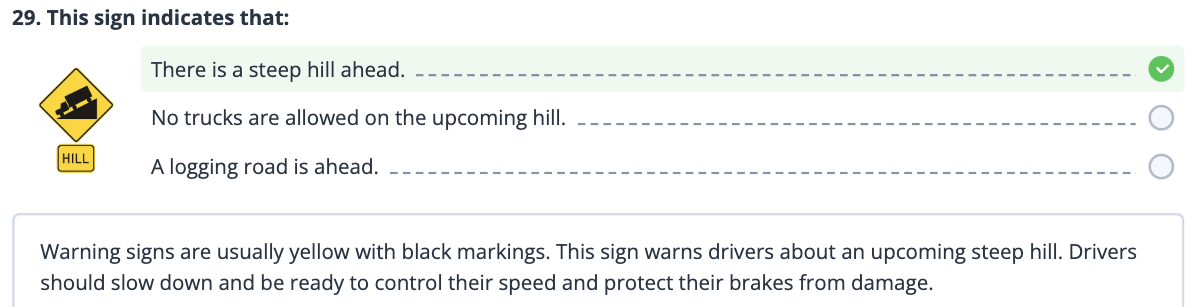 29. This sign indicates that:
There is a steep hill ahead.
No trucks are allowed on the upcoming hill.
HILL
A logging road is ahead.
Warning signs are usually yellow with black markings. This sign warns drivers about an upcoming steep hill. Drivers
should slow down and be ready to control their speed and protect their brakes from damage.